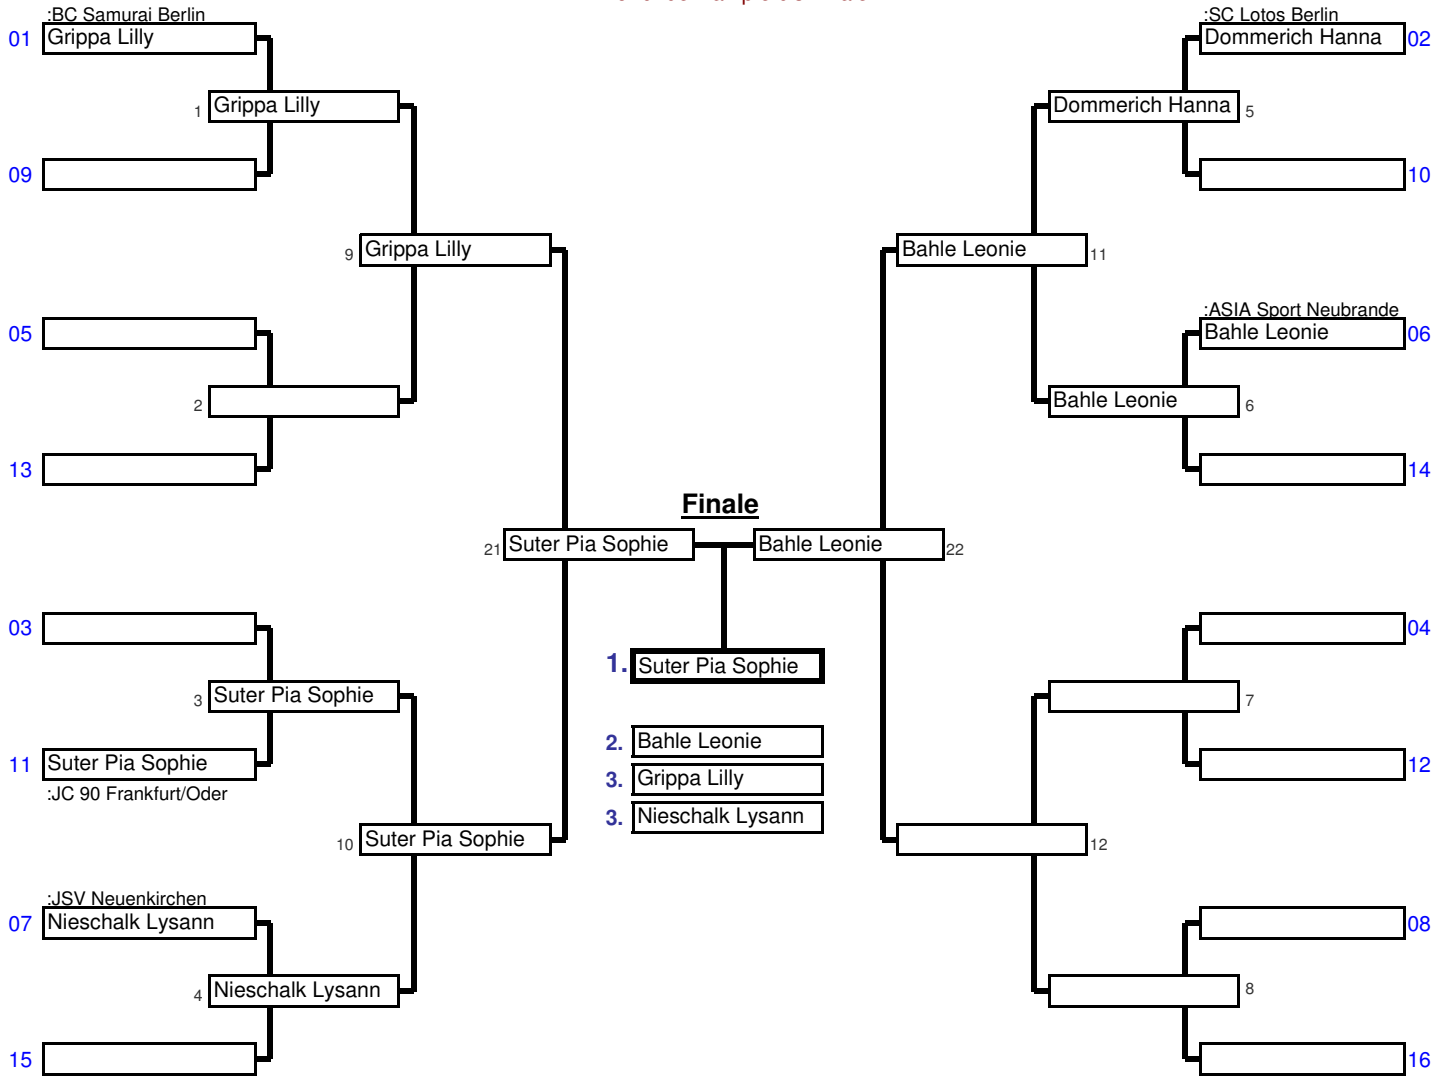 :BC Samurai Berlin
01 Grippa Lilly
1 Grippa Lilly
09
9 Grippa Lilly
05
2
13
21 Suter Pia Sophie
03
3 Suter Pia Sophie
11 Suter Pia Sophie
:JC 90 Frankfurt/Oder
10 Suter Pia Sophie
:JSV Neuenkirchen
07 Nieschalk Lysann
4 Nieschalk Lysann
15
Finale
1. Suter Pia Sophie
2. Bahle Leonie
3. Grippa Lilly
3. Nieschalk Lysann
:SC Lotos Berlin
Dommerich Hanna 02
Dommerich Hanna 5
10
Bahle Leonie 11
:ASIA Sport Neubrande
Bahle Leonie 06
Bahle Leonie 6
14
Bahle Leonie 22
04
7
12
12
08
8
16